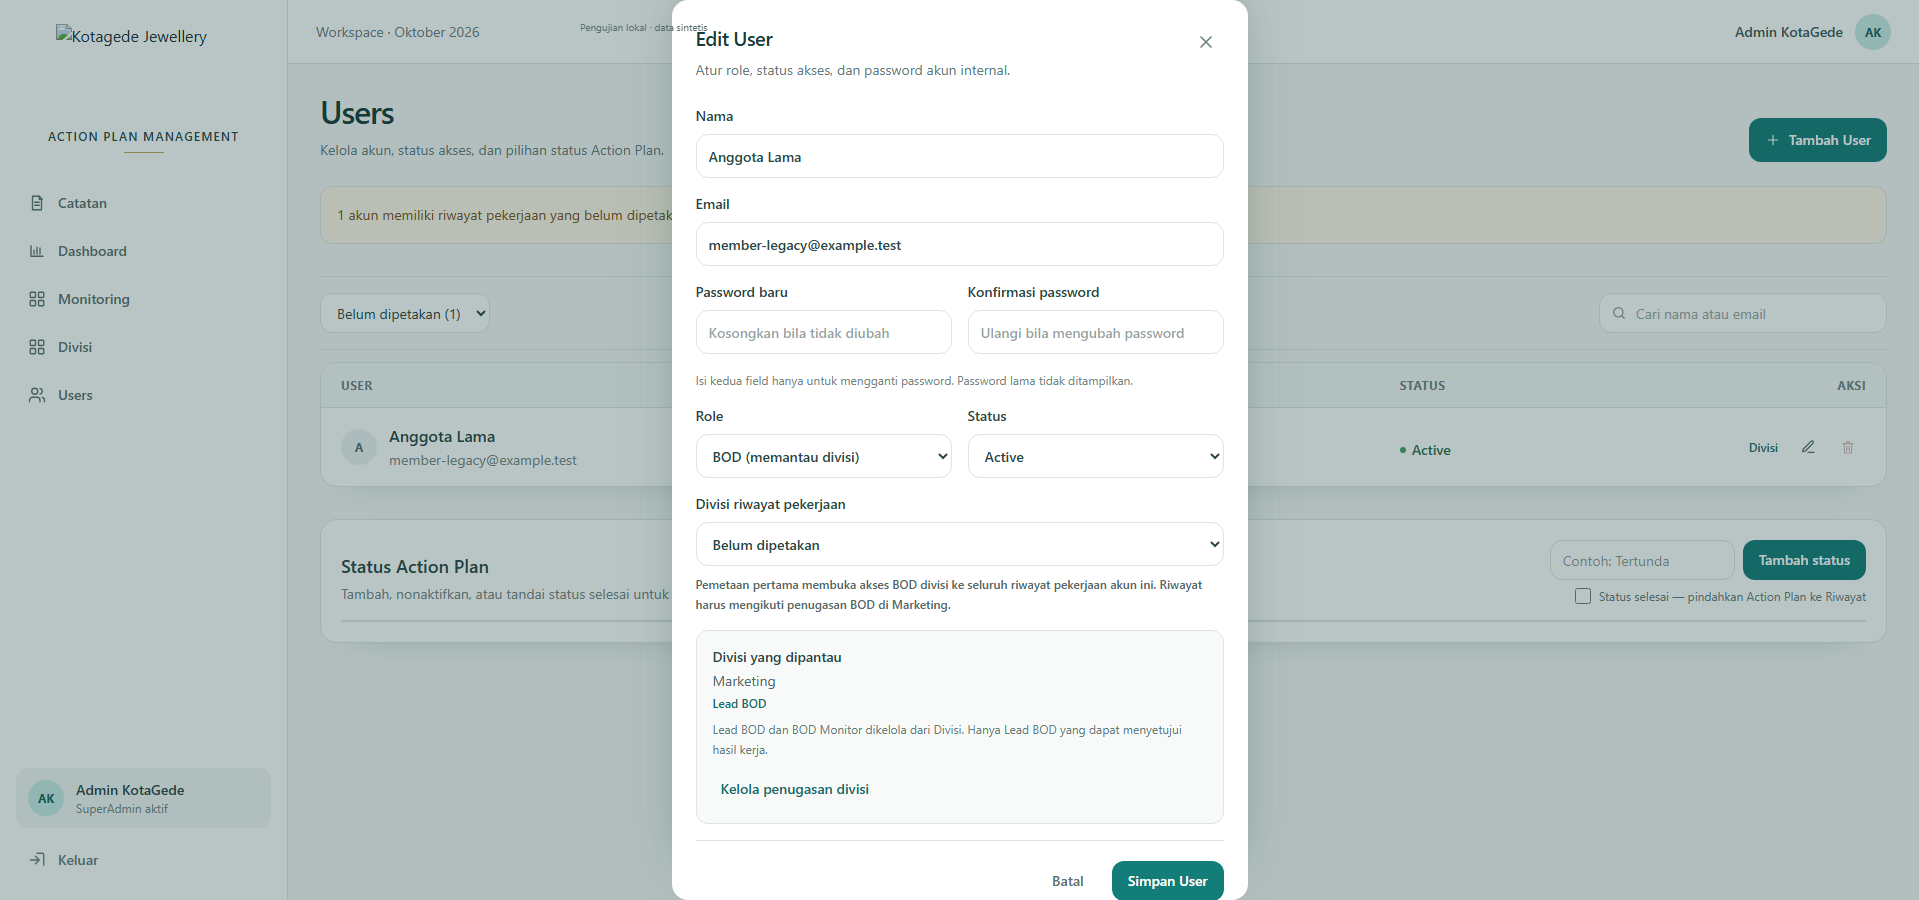 Kotagede Jewellery
ACTION PLAN MANAGEMENT
Catatan
Dashboard
Monitoring
Divisi
Users
AK
Admin KotaGede
SuperAdmin aktif
Keluar
Workspace · Oktober 2026
Pengujian lokal · data sintetis
Admin KotaGede
AK
Users
Kelola akun, status akses, dan pilihan status Action Plan.
+ Tambah User
1 akun memiliki riwayat pekerjaan yang belum dipetak
Belum dipetakan (1)
Cari nama atau email
USER
STATUS
AKSI
A
Anggota Lama
member-legacy@example.test
Active
Divisi
Status Action Plan
Tambah, nonaktifkan, atau tandai status selesai untuk
Contoh: Tertunda
Tambah status
Status selesai — pindahkan Action Plan ke Riwayat
Edit User
Atur role, status akses, dan password akun internal.
Nama
Anggota Lama
Email
member-legacy@example.test
Password baru
Konfirmasi password
Kosongkan bila tidak diubah
Ulangi bila mengubah password
Isi kedua field hanya untuk mengganti password. Password lama tidak ditampilkan.
Role
Status
BOD (memantau divisi)
Active
Divisi riwayat pekerjaan
Belum dipetakan
Pemetaan pertama membuka akses BOD divisi ke seluruh riwayat pekerjaan akun ini. Riwayat
harus mengikuti penugasan BOD di Marketing.
Divisi yang dipantau
Marketing
Lead BOD
Lead BOD dan BOD Monitor dikelola dari Divisi. Hanya Lead BOD yang dapat menyetujui
hasil kerja.
Kelola penugasan divisi
Batal
Simpan User